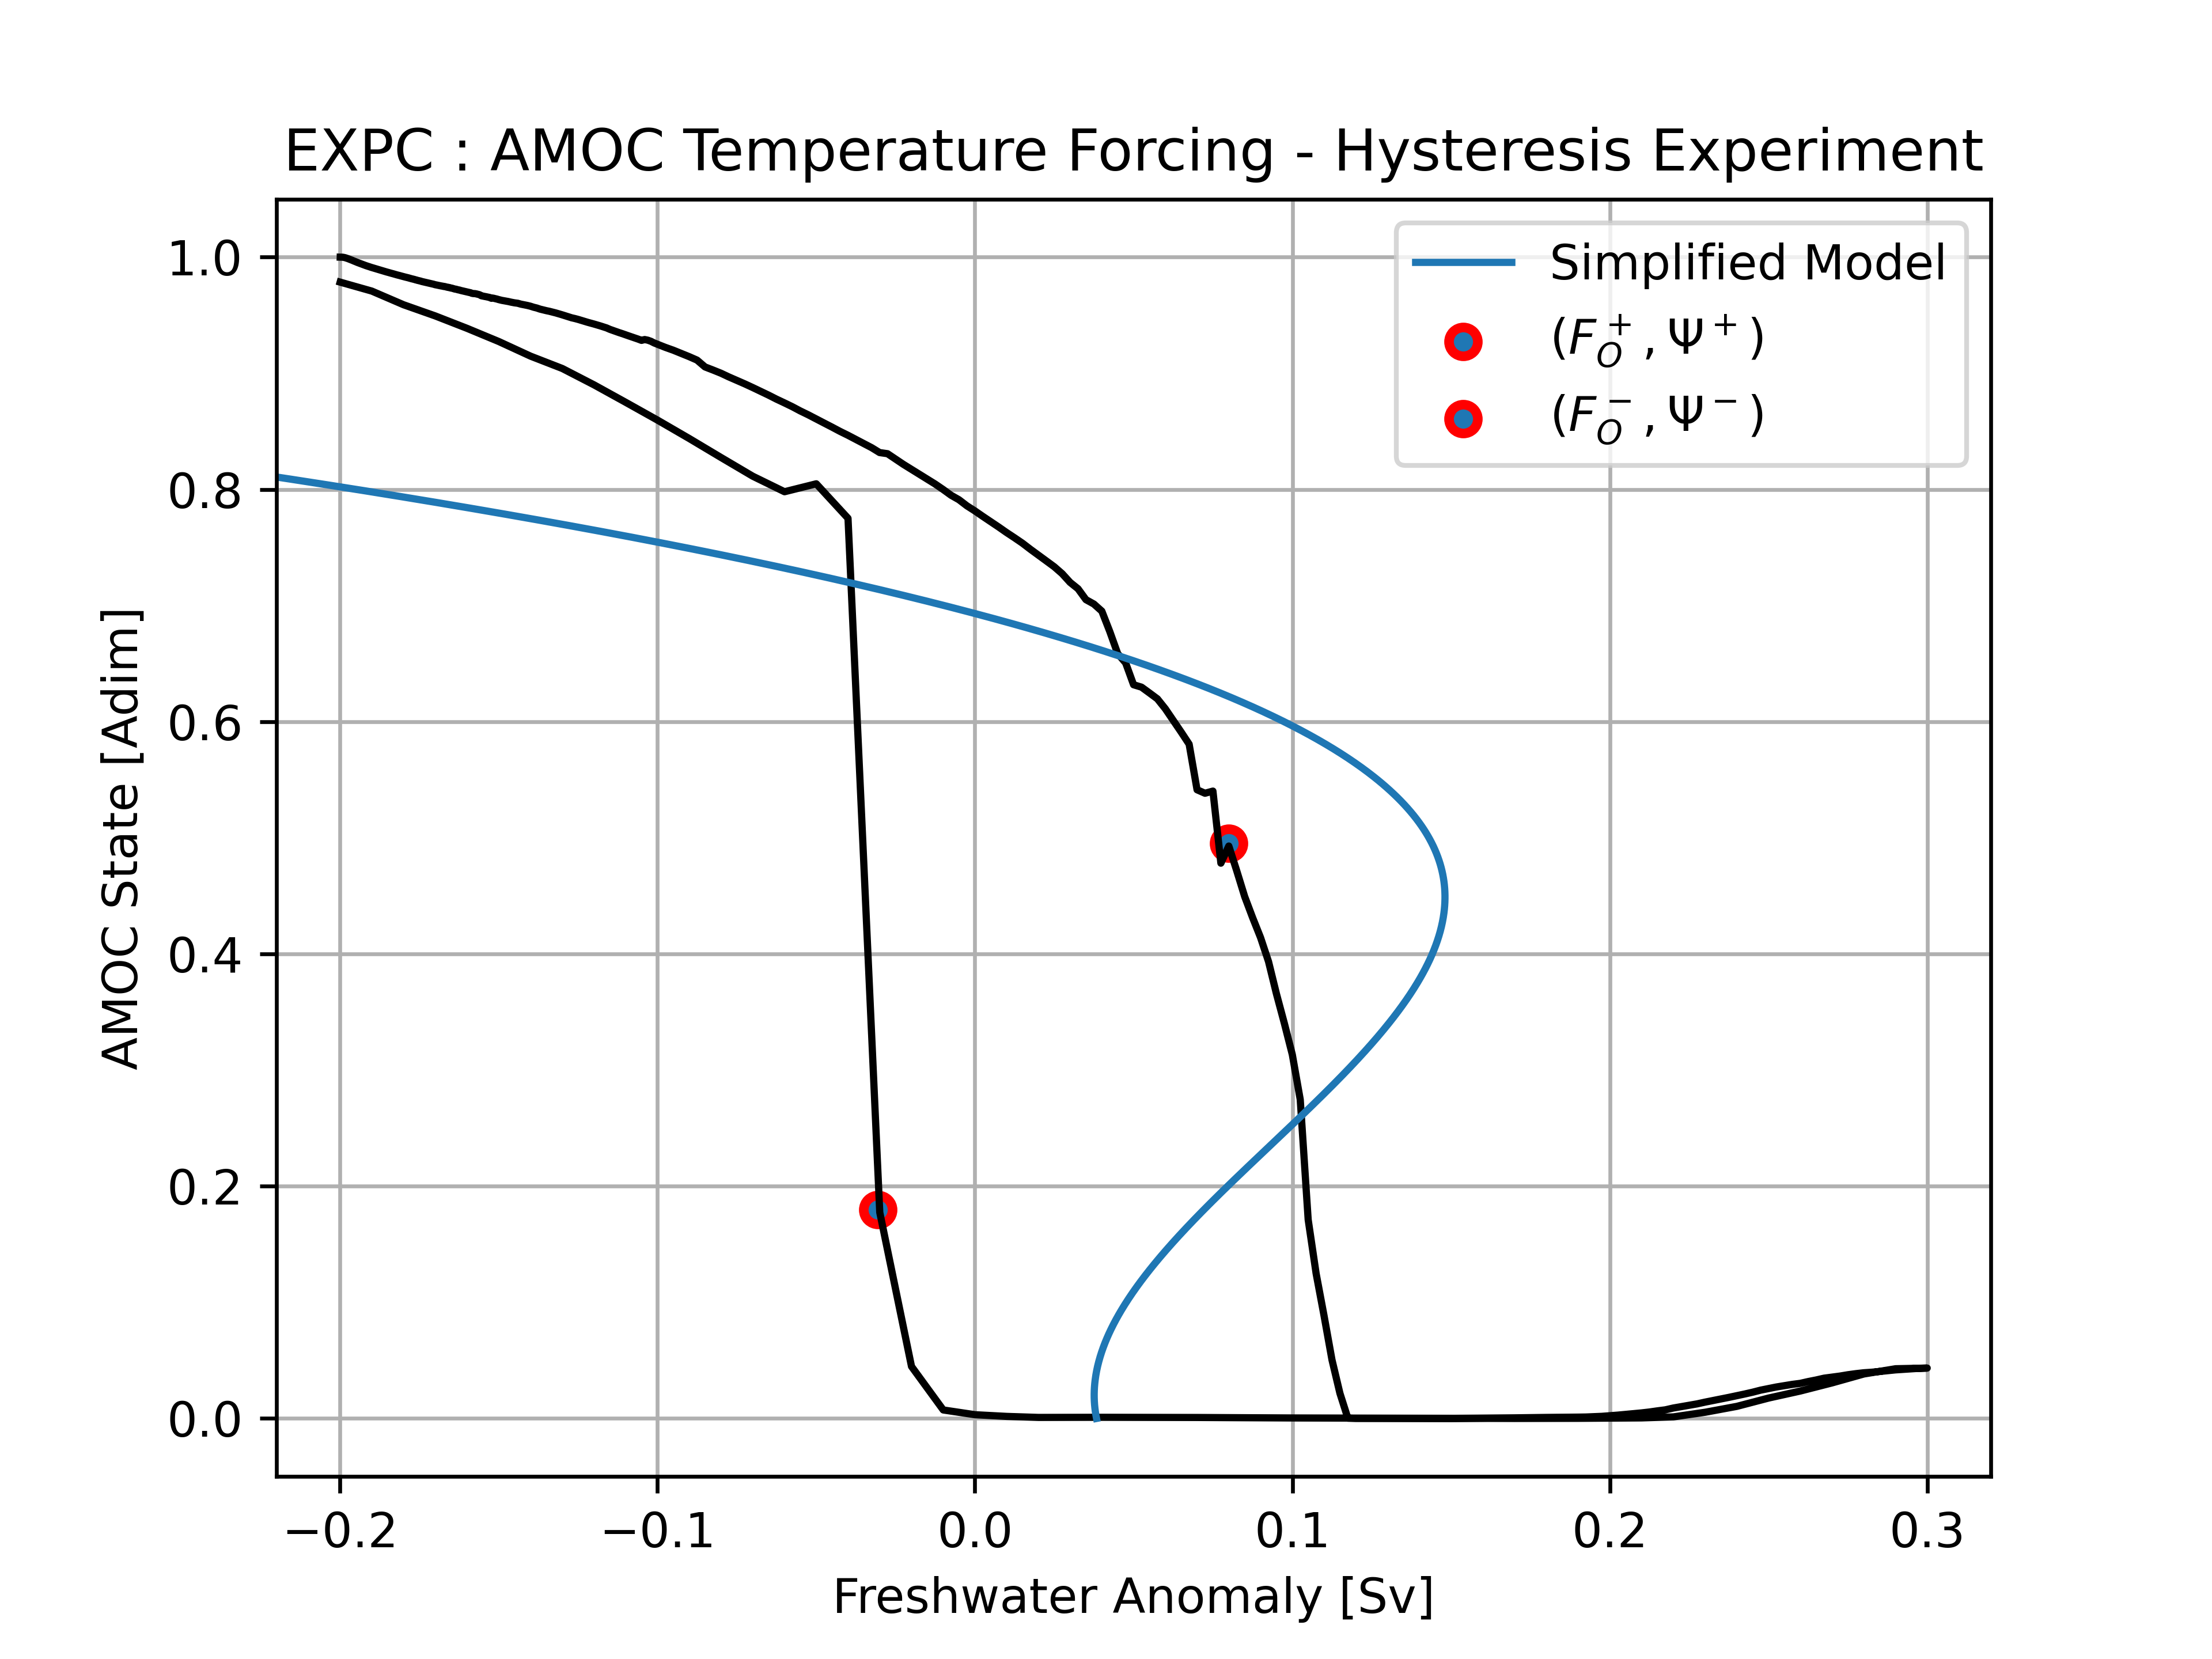 EXPC : AMOC Temperature Forcing - Hysteresis Experiment
Simplified Model
(F_O^+, Ψ^+)
(F_O^−, Ψ^−)
1.0
0.8
0.6
0.4
0.2
0.0
AMOC State [Adim]
−0.2 −0.1 0.0 0.1 0.2 0.3
Freshwater Anomaly [Sv]